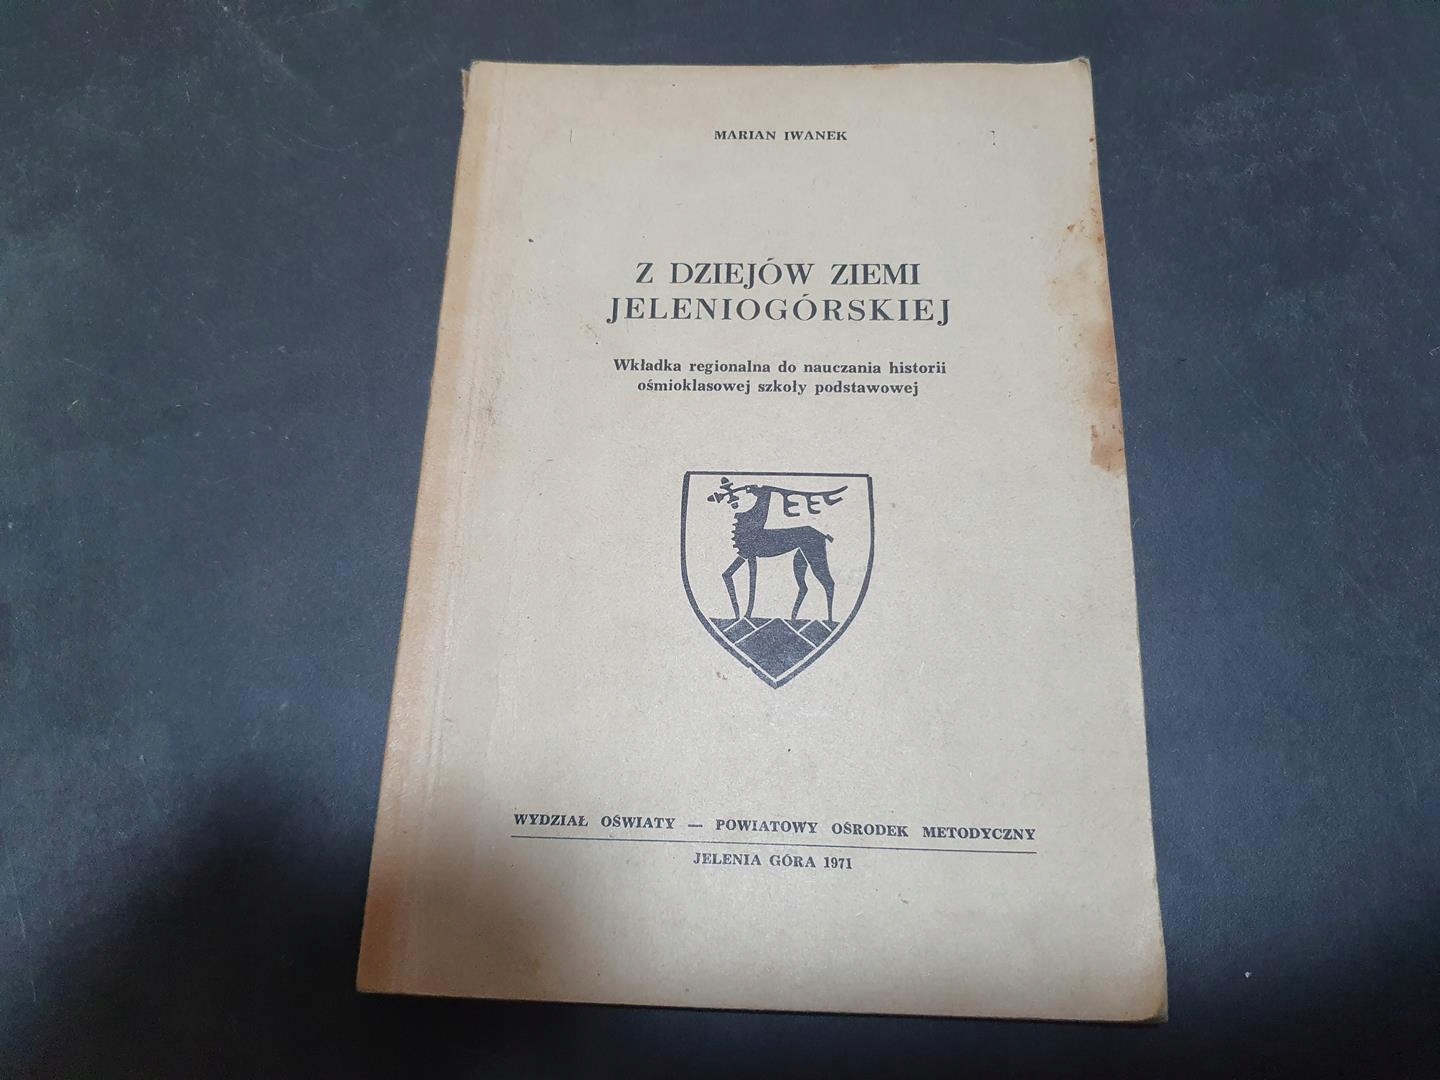 MARIAN IWANEK
Z DZIEJÓW ZIEMI
JELENIOGÓRSKIEJ
Wkładka regionalna do nauczania historii
ośmioklasowej szkoły podstawowej
WYDZIAŁ OŚWIATY — POWIATOWY OŚRODEK METODYCZNY
JELENIA GÓRA 1971